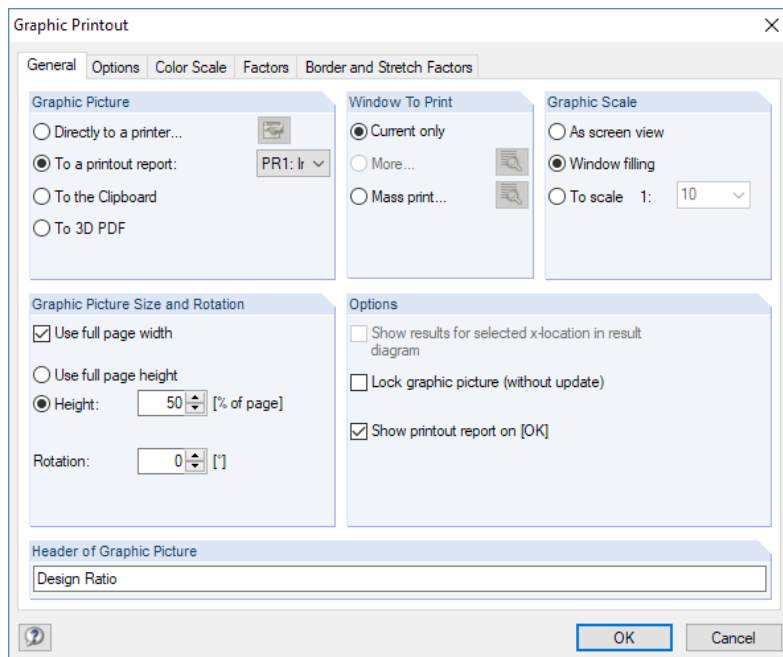 Graphic Printout
General Options Color Scale Factors Border and Stretch Factors
Graphic Picture
Directly to a printer...
To a printout report: PR1: Ir
To the Clipboard
To 3D PDF
Window To Print
Current only
More...
Mass print...
Graphic Scale
As screen view
Window filling
To scale 1: 10
Graphic Picture Size and Rotation
Use full page width
Use full page height
Height: 50 [% of page]
Rotation: 0 [°]
Options
Show results for selected x-location in result
diagram
Lock graphic picture (without update)
Show printout report on [OK]
Header of Graphic Picture
Design Ratio
OK Cancel